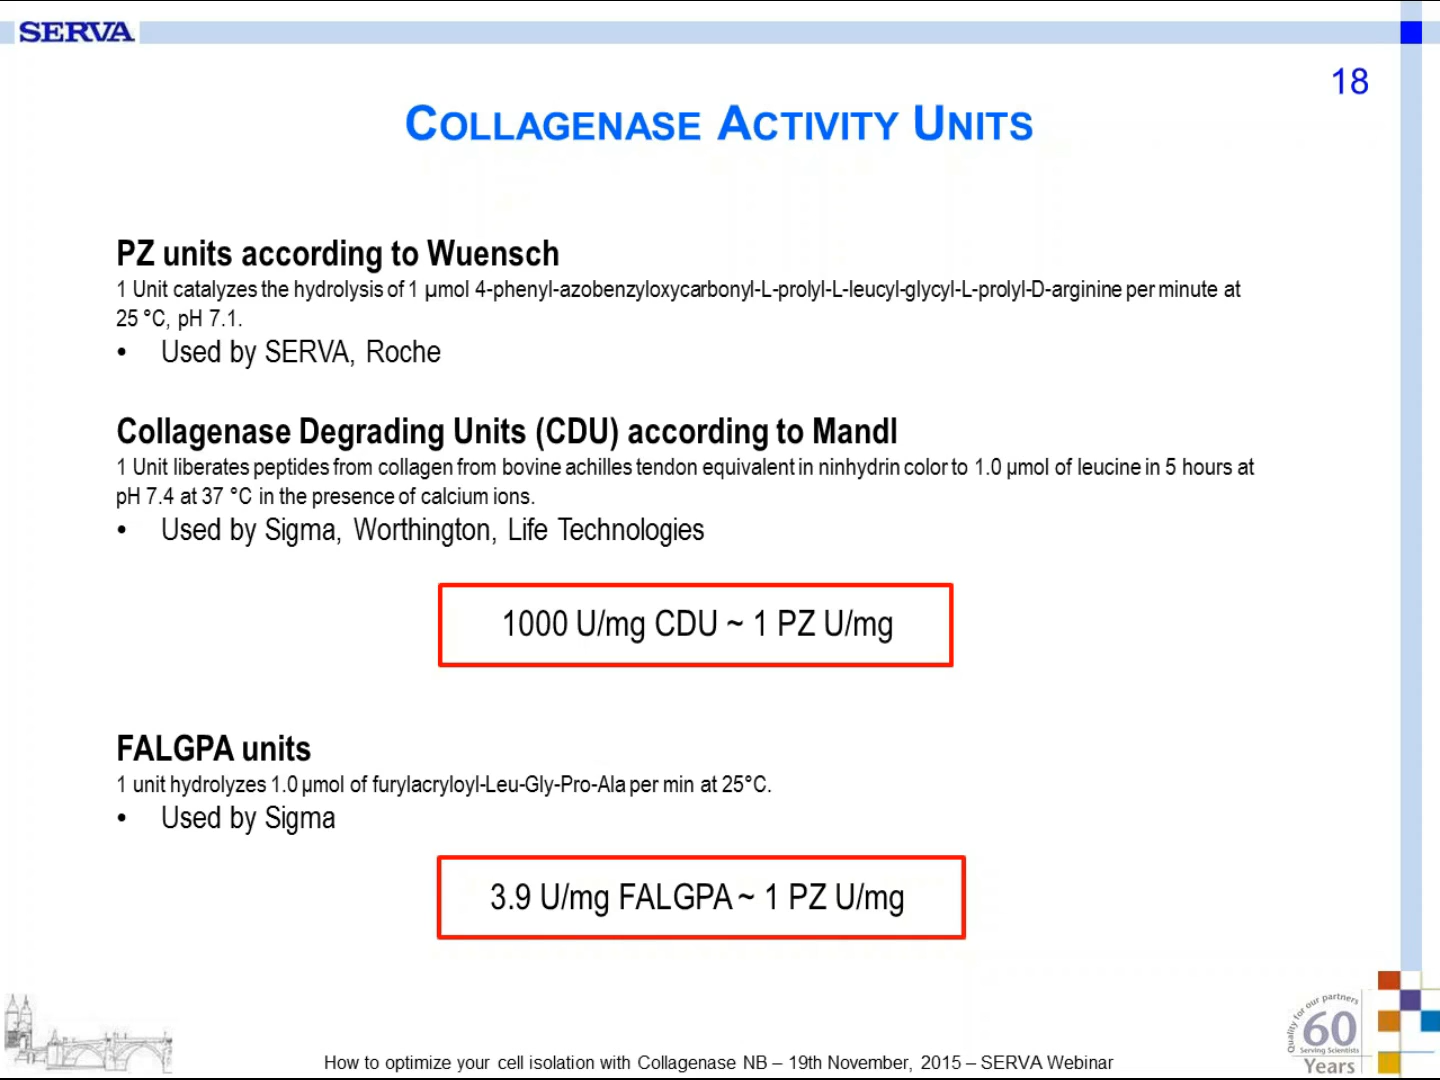 SERVA
18
COLLAGENASE ACTIVITY UNITS
PZ units according to Wuensch
1 Unit catalyzes the hydrolysis of 1 µmol 4-phenyl-azobenzyloxycarbonyl-L-prolyl-L-leucyl-glycyl-L-prolyl-D-arginine per minute at
25 °C, pH 7.1.
• Used by SERVA, Roche
Collagenase Degrading Units (CDU) according to Mandl
1 Unit liberates peptides from collagen from bovine achilles tendon equivalent in ninhydrin color to 1.0 µmol of leucine in 5 hours at
pH 7.4 at 37 °C in the presence of calcium ions.
• Used by Sigma, Worthington, Life Technologies
1000 U/mg CDU ~ 1 PZ U/mg
FALGPA units
1 unit hydrolyzes 1.0 µmol of furylacryloyl-Leu-Gly-Pro-Ala per min at 25°C.
• Used by Sigma
3.9 U/mg FALGPA ~ 1 PZ U/mg
Quality for our partners
60
Serving Scientists
Years
How to optimize your cell isolation with Collagenase NB – 19th November, 2015 – SERVA Webinar